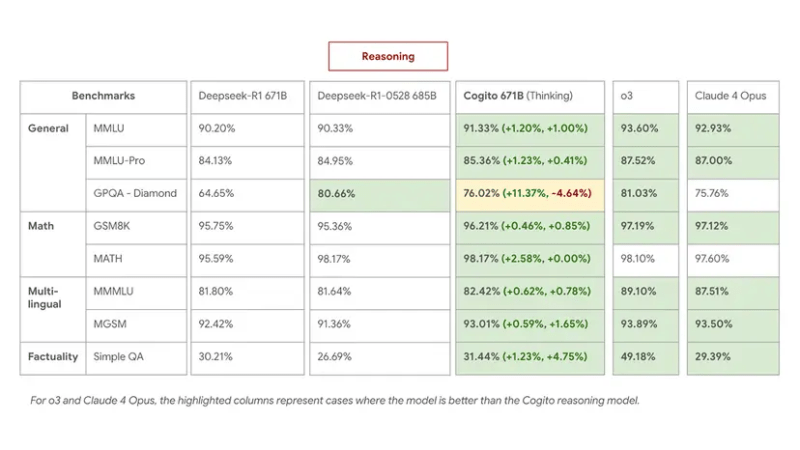 Reasoning
Benchmarks Deepseek-R1 671B Deepseek-R1-0528 685B Cogito 671B (Thinking) o3 Claude 4 Opus
General MMLU 90.20% 90.33% 91.33% (+1.20%, +1.00%) 93.60% 92.93%
MMLU-Pro 84.13% 84.95% 85.36% (+1.23%, +0.41%) 87.52% 87.00%
GPQA - Diamond 64.65% 80.66% 76.02% (+11.37%, -4.64%) 81.03% 75.76%
Math GSM8K 95.75% 95.36% 96.21% (+0.46%, +0.85%) 97.19% 97.12%
MATH 95.59% 98.17% 98.17% (+2.58%, +0.00%) 98.10% 97.60%
Multi-
lingual MMMLU 81.80% 81.64% 82.42% (+0.62%, +0.78%) 89.10% 87.51%
MGSM 92.42% 91.36% 93.01% (+0.59%, +1.65%) 93.89% 93.50%
Factuality Simple QA 30.21% 26.69% 31.44% (+1.23%, +4.75%) 49.18% 29.39%
For o3 and Claude 4 Opus, the highlighted columns represent cases where the model is better than the Cogito reasoning model.